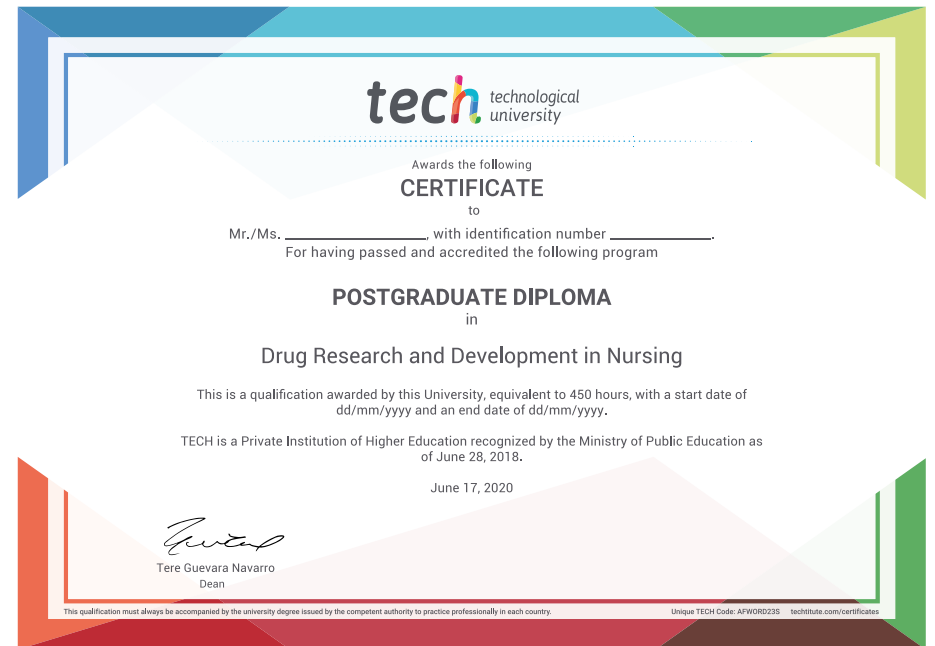 tech technological
university
Awards the following
CERTIFICATE
to
Mr./Ms. ____________________, with identification number ______________.
For having passed and accredited the following program
POSTGRADUATE DIPLOMA
in
Drug Research and Development in Nursing
This is a qualification awarded by this University, equivalent to 450 hours, with a start date of
dd/mm/yyyy and an end date of dd/mm/yyyy.
TECH is a Private Institution of Higher Education recognized by the Ministry of Public Education as
of June 28, 2018.
June 17, 2020
Tere Guevara Navarro
Dean
This qualification must always be accompanied by the university degree issued by the competent authority to practice professionally in each country. Unique TECH Code: AFWORD23S techtitute.com/certificates